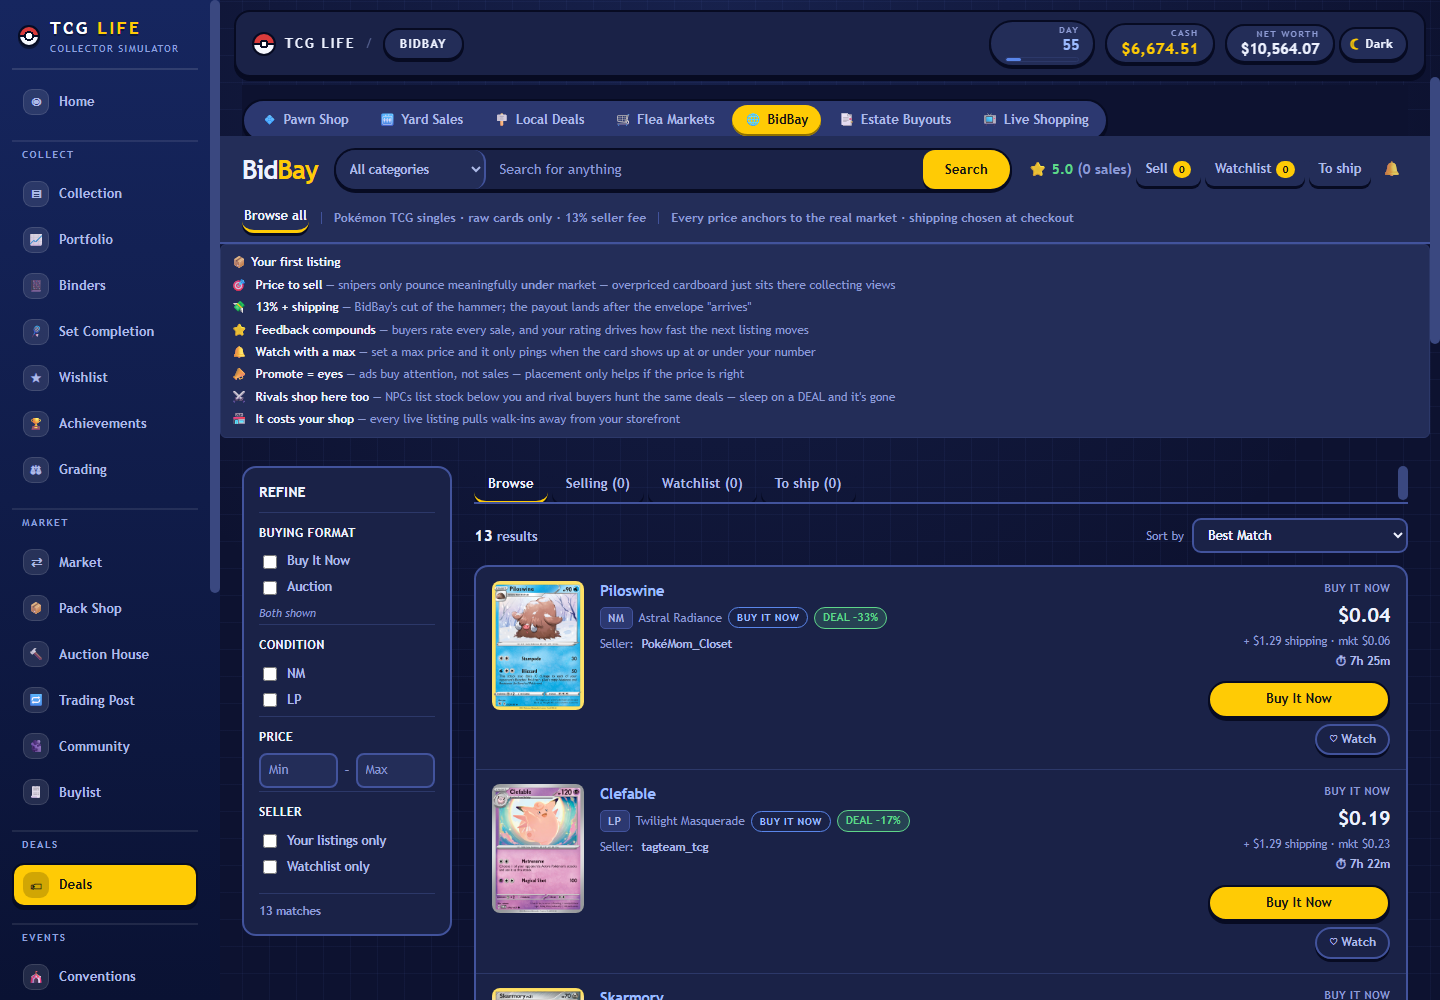 TCG LIFE
COLLECTOR SIMULATOR
Home
COLLECT
Collection
Portfolio
Binders
Set Completion
Wishlist
Achievements
Grading
MARKET
Market
Pack Shop
Auction House
Trading Post
Community
Buylist
DEALS
Deals
EVENTS
Conventions
TCG LIFE / BIDBAY
DAY
55
CASH
$6,674.51
NET WORTH
$10,564.07
Dark
Pawn Shop Yard Sales Local Deals Flea Markets BidBay Estate Buyouts Live Shopping
BidBay All categories Search for anything Search 5.0 (0 sales) Sell 0 Watchlist 0 To ship
Browse all Pokémon TCG singles · raw cards only · 13% seller fee Every price anchors to the real market · shipping chosen at checkout
Your first listing
Price to sell — snipers only pounce meaningfully under market — overpriced cardboard just sits there collecting views
13% + shipping — BidBay's cut of the hammer; the payout lands after the envelope "arrives"
Feedback compounds — buyers rate every sale, and your rating drives how fast the next listing moves
Watch with a max — set a max price and it only pings when the card shows up at or under your number
Promote = eyes — ads buy attention, not sales — placement only helps if the price is right
Rivals shop here too — NPCs list stock below you and rival buyers hunt the same deals — sleep on a DEAL and it's gone
It costs your shop — every live listing pulls walk-ins away from your storefront
REFINE
BUYING FORMAT
Buy It Now
Auction
Both shown
CONDITION
NM
LP
PRICE
Min - Max
SELLER
Your listings only
Watchlist only
13 matches
Browse Selling (0) Watchlist (0) To ship (0)
13 results
Sort by Best Match
Piloswine
NM Astral Radiance BUY IT NOW DEAL -33%
Seller: PokéMom_Closet
BUY IT NOW
$0.04
+ $1.29 shipping · mkt $0.06
7h 25m
Buy It Now
♡ Watch
Clefable
LP Twilight Masquerade BUY IT NOW DEAL -17%
Seller: tagteam_tcg
BUY IT NOW
$0.19
+ $1.29 shipping · mkt $0.23
7h 22m
Buy It Now
♡ Watch
Skarmory
BUY IT NOW